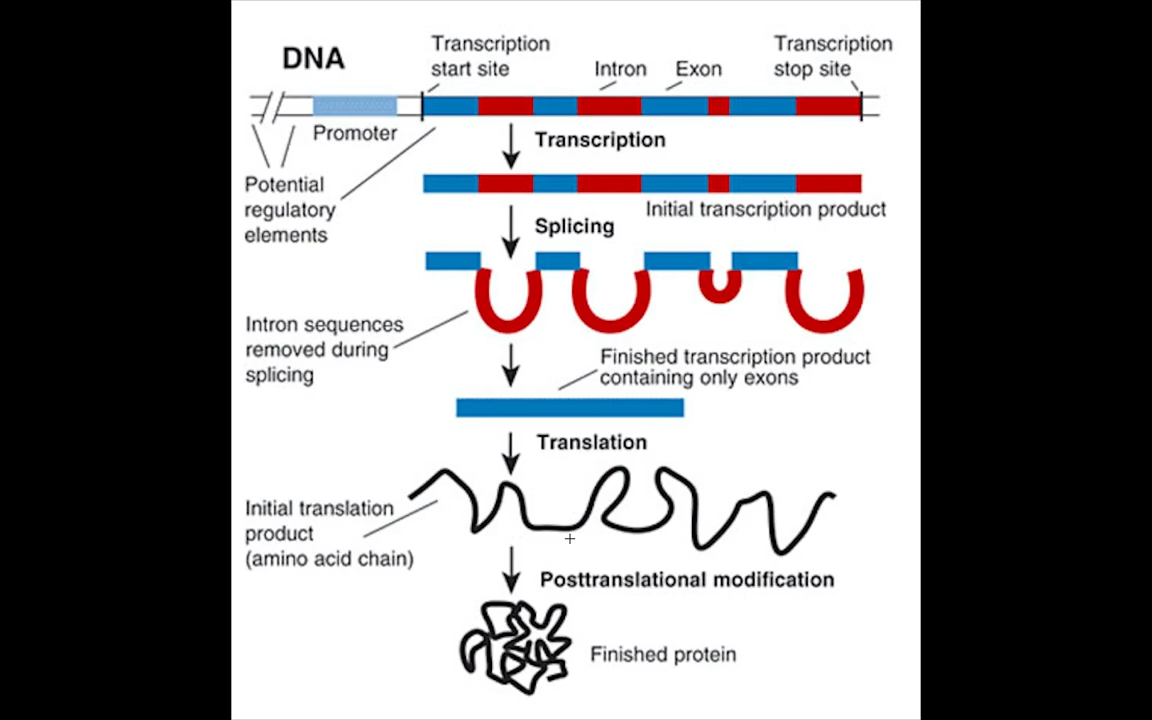 DNA
Transcription
start site
Intron
Exon
Transcription
stop site
Promoter
Transcription
Potential
regulatory
elements
Initial transcription product
Splicing
Intron sequences
removed during
splicing
Finished transcription product
containing only exons
Translation
Initial translation
product
(amino acid chain)
Posttranslational modification
Finished protein